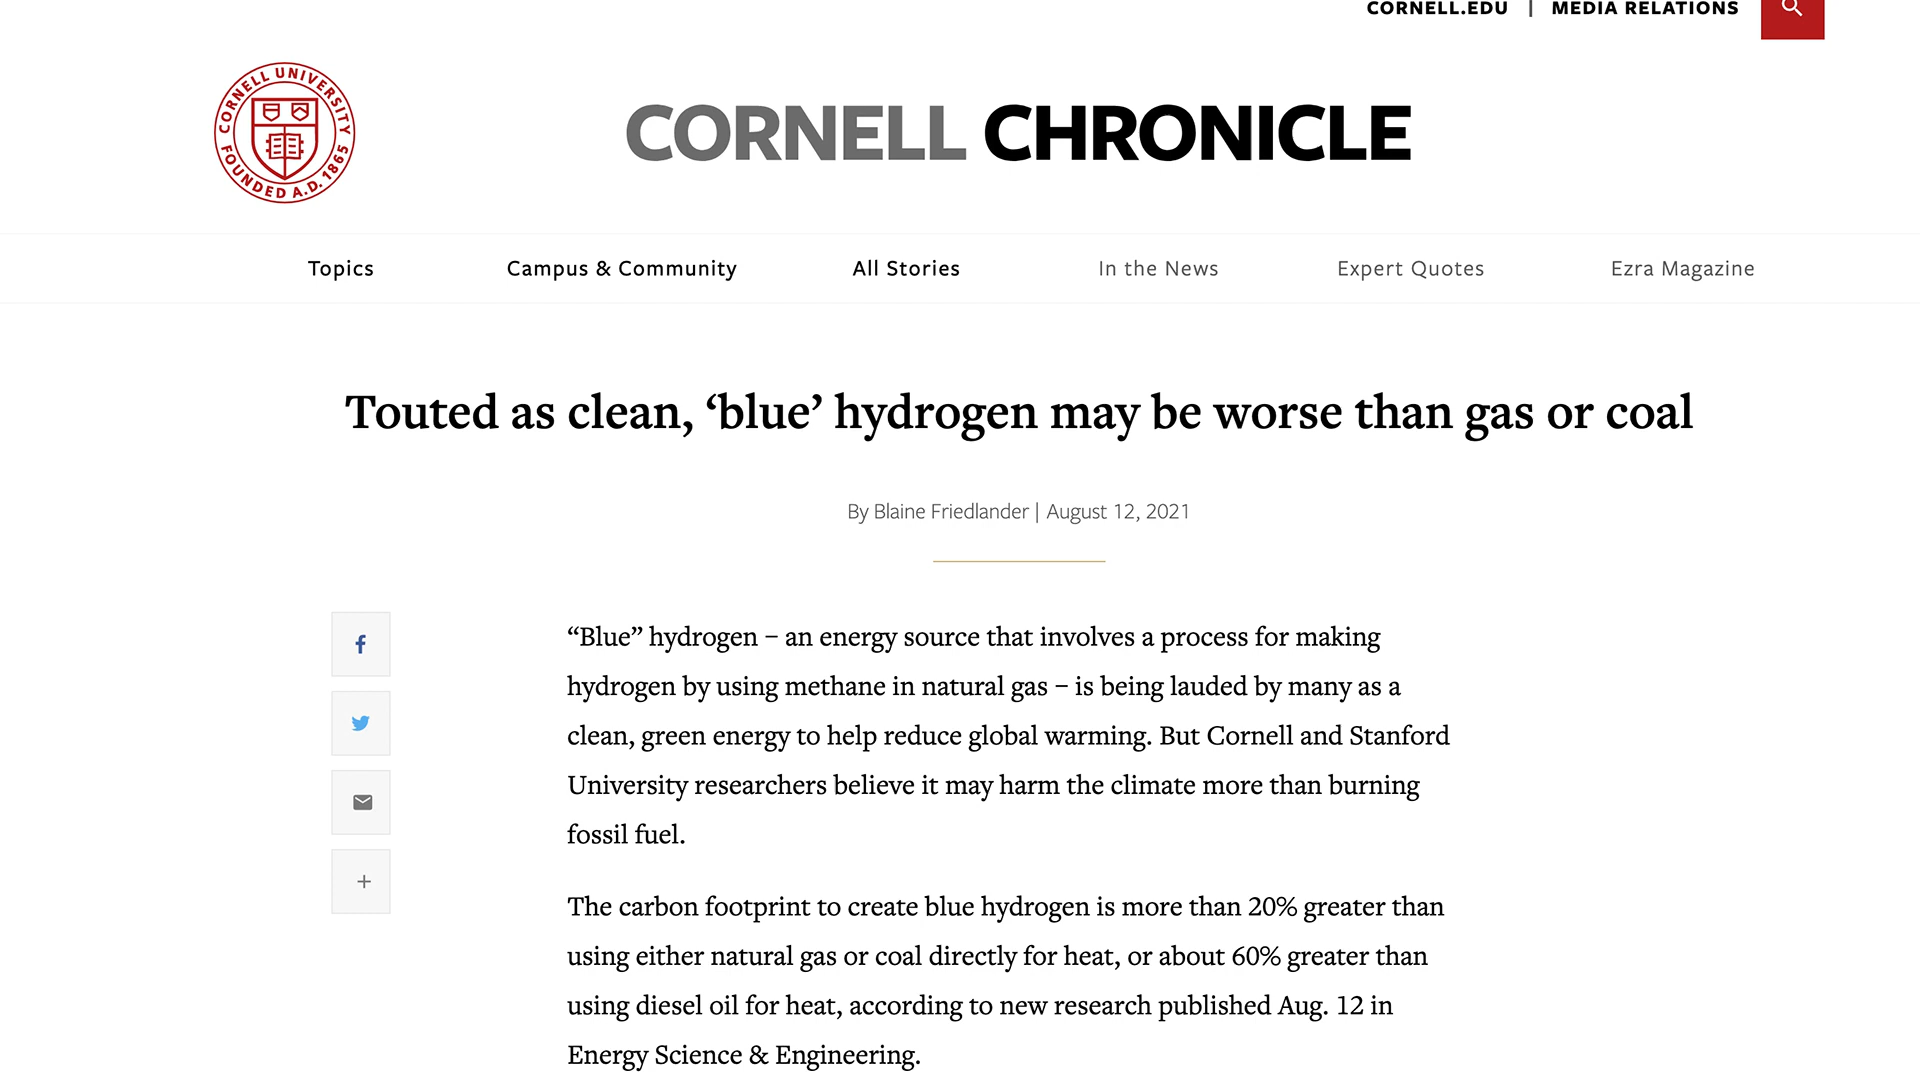 CORNELL.EDU | MEDIA RELATIONS
CORNELL UNIVERSITY
FOUNDED A.D. 1865
CORNELL CHRONICLE
Topics
Campus & Community
All Stories
In the News
Expert Quotes
Ezra Magazine
Touted as clean, ‘blue’ hydrogen may be worse than gas or coal
By Blaine Friedlander | August 12, 2021
“Blue” hydrogen – an energy source that involves a process for making
hydrogen by using methane in natural gas – is being lauded by many as a
clean, green energy to help reduce global warming. But Cornell and Stanford
University researchers believe it may harm the climate more than burning
fossil fuel.
The carbon footprint to create blue hydrogen is more than 20% greater than
using either natural gas or coal directly for heat, or about 60% greater than
using diesel oil for heat, according to new research published Aug. 12 in
Energy Science & Engineering.